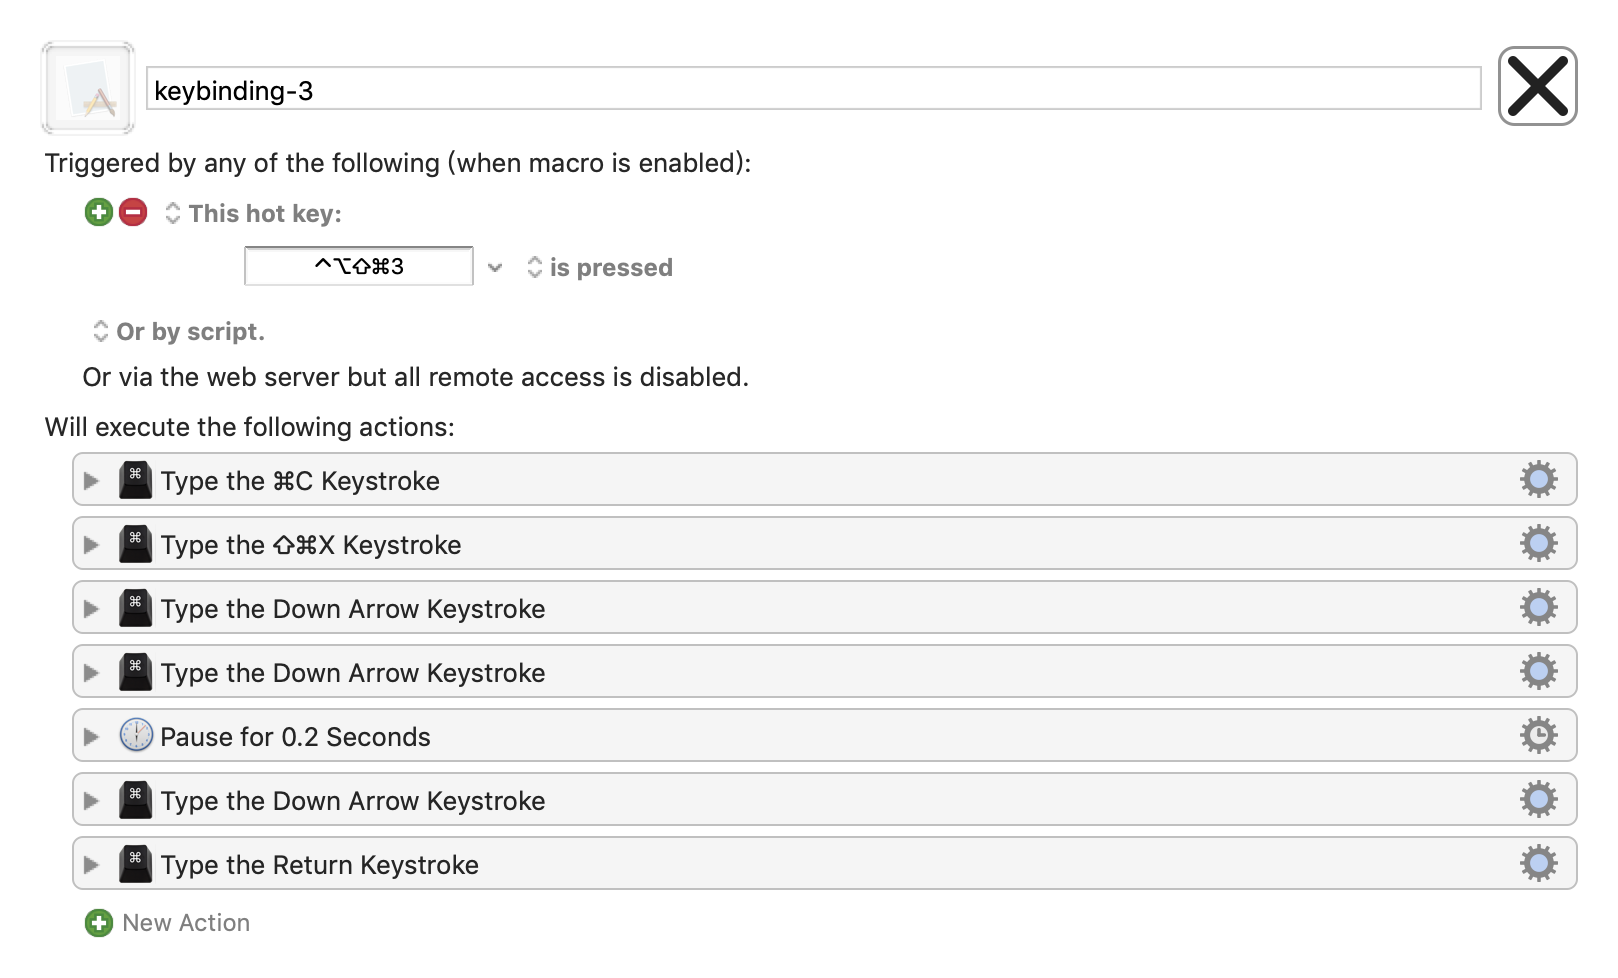 keybinding-3
Triggered by any of the following (when macro is enabled):
This hot key:
^⌥⇧⌘3 is pressed
Or by script.
Or via the web server but all remote access is disabled.
Will execute the following actions:
Type the ⌘C Keystroke
Type the ⇧⌘X Keystroke
Type the Down Arrow Keystroke
Type the Down Arrow Keystroke
Pause for 0.2 Seconds
Type the Down Arrow Keystroke
Type the Return Keystroke
New Action